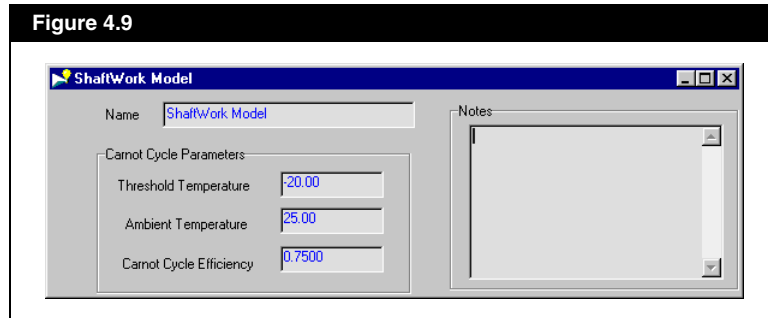 Figure 4.9
ShaftWork Model
Name ShaftWork Model
Notes
Carnot Cycle Parameters
Threshold Temperature -20.00
Ambient Temperature 25.00
Carnot Cycle Efficiency 0.7500